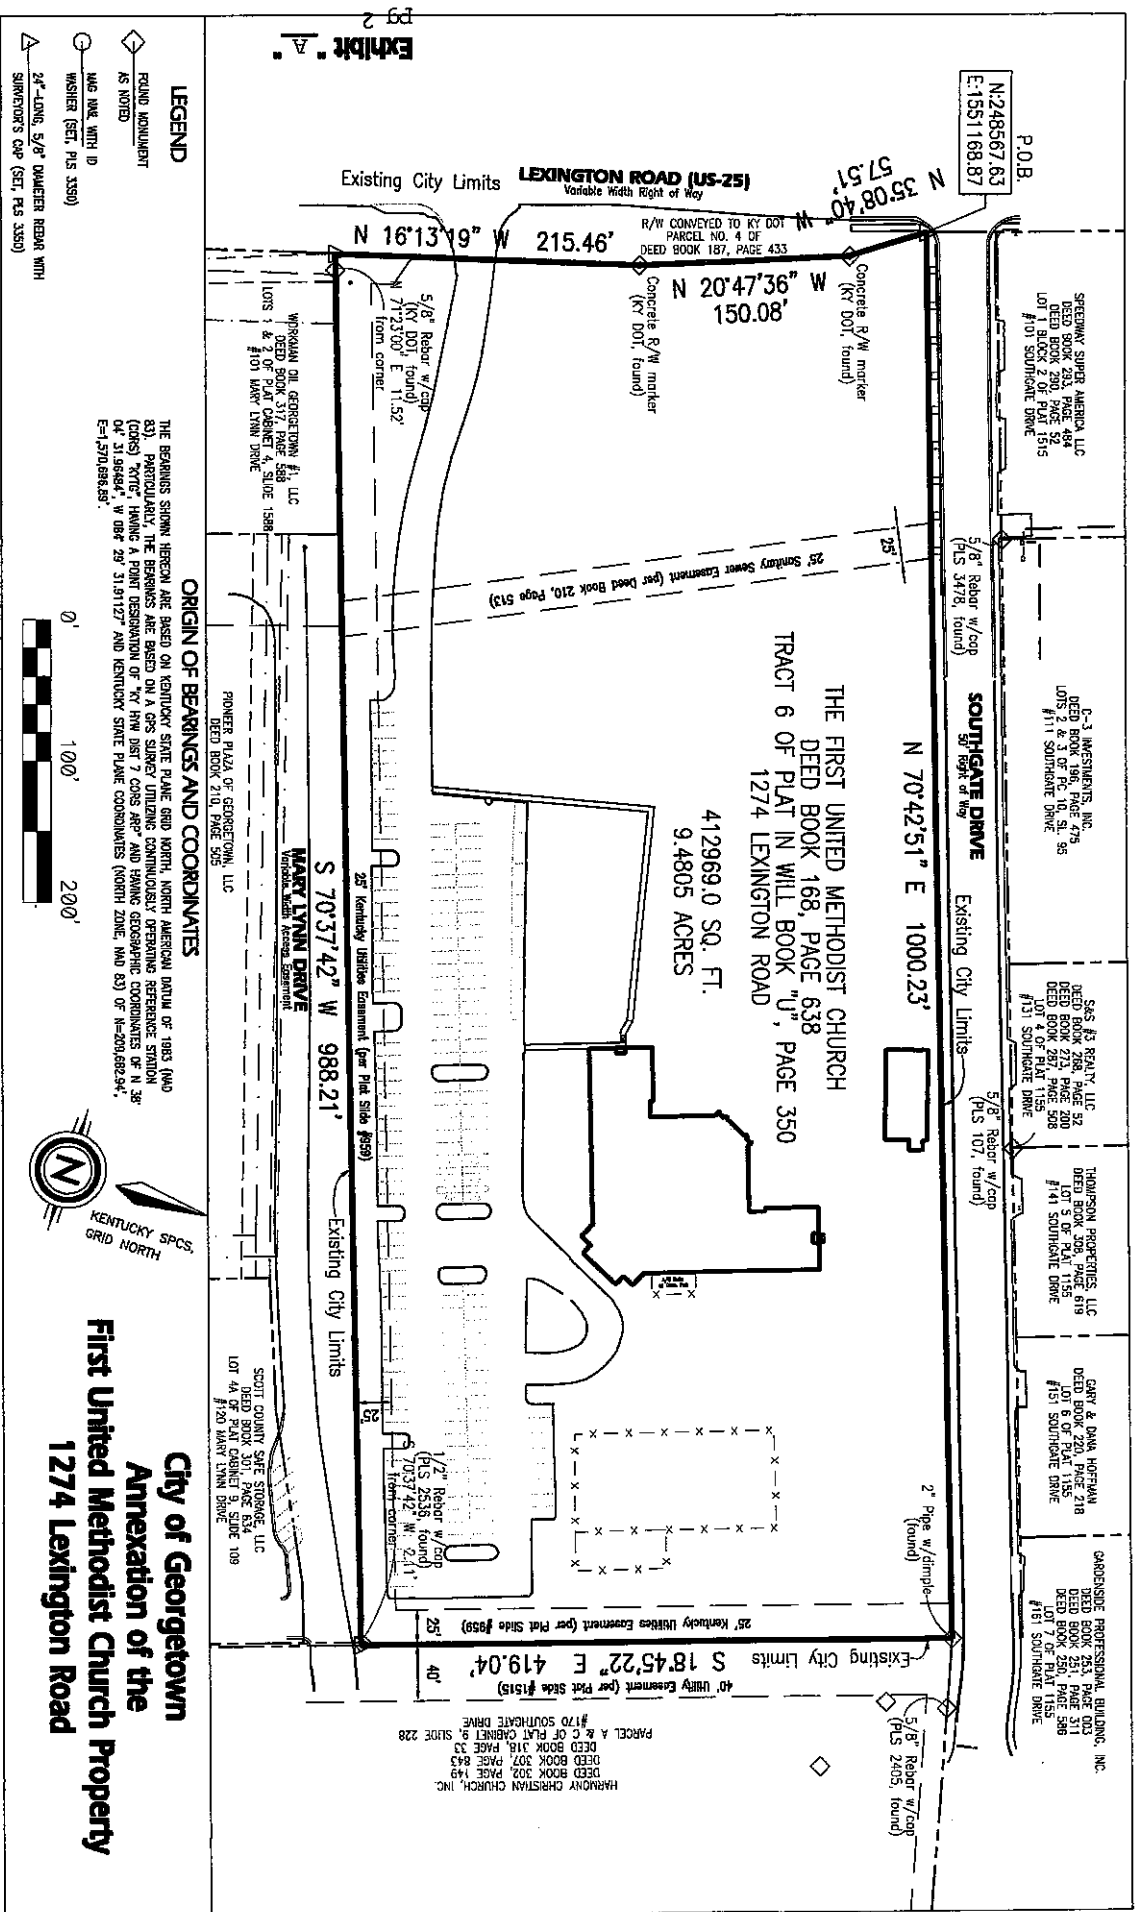 Exhibit "A"
pg 2
P.O.B.
N:248567.63
E:1551168.87
N 35°08'40" W
57.51'
LEXINGTON ROAD (US-25)
Variable Width Right of Way
Existing City Limits
R/W CONVEYED TO KY DOT
PARCEL NO. 4 OF
DEED BOOK 187, PAGE 433
N 16°13'19" W 215.46'
N 20°47'36" W
150.08'
Concrete R/W marker
(KY DOT, found)
Concrete R/W marker
(KY DOT, found)
5/8" Rebar w/cap
(KY DOT, found)
N 71°23'00" E 11.52'
from corner
SPEEDWAY SUPER AMERICA LLC
DEED BOOK 293, PAGE 484
DEED BOOK 290, PAGE 52
LOT 1 BLOCK 2 OF PLAT 1515
#101 SOUTHGATE DRIVE
5/8" Rebar w/cap
(PLS 3478, found)
C-3 INVESTMENTS, INC.
DEED BOOK 196, PAGE 475
LOTS 2 & 3 OF PC 10, SL. 95
#111 SOUTHGATE DRIVE
SOUTHGATE DRIVE
50' Right of Way
Existing City Limits
N 70°42'51" E 1000.23'
S&S #3 REALTY, LLC
DEED BOOK 268, PAGE 52
DEED BOOK 273, PAGE 200
DEED BOOK 287, PAGE 508
LOT 4 OF PLAT 1155
#131 SOUTHGATE DRIVE
5/8" Rebar w/cap
(PLS 107, found)
THOMPSON PROPERTIES, LLC
DEED BOOK 308, PAGE 619
LOT 5 OF PLAT 1155
#141 SOUTHGATE DRIVE
GARY & DANA HOFFMAN
DEED BOOK 220, PAGE 218
LOT 6 OF PLAT 1155
#151 SOUTHGATE DRIVE
GARDENSIDE PROFESSIONAL BUILDING, INC.
DEED BOOK 253, PAGE 003
DEED BOOK 251, PAGE 311
DEED BOOK 250, PAGE 586
LOT 7 OF PLAT 1155
#161 SOUTHGATE DRIVE
2" Pipe w/dimple
(found)
5/8" Rebar w/cap
(PLS 2405, found)
25'
25' Sanitary Sewer Easement (per Deed Book 210, Page 513)
THE FIRST UNITED METHODIST CHURCH
DEED BOOK 168, PAGE 638
TRACT 6 OF PLAT IN WILL BOOK "U", PAGE 350
1274 LEXINGTON ROAD
412969.0 SQ. FT.
9.4805 ACRES
25' Kentucky Utilities Easement (per Plat Slide #959)
S 18°45'22" E 419.04'
Existing City Limits
40' Utility Easement (per Plat Slide #1515)
25'
40'
HARMONY CHRISTIAN CHURCH, INC.
DEED BOOK 302, PAGE 149
DEED BOOK 307, PAGE 843
DEED BOOK 318, PAGE 33
PARCEL A & C OF PLAT CABINET 9, SLIDE 228
#170 SOUTHGATE DRIVE
1/2" Rebar w/cap
(PLS 2536, found)
S 70°37'42" W 2.11'
from corner
25'
25' Kentucky Utilities Easement (per Plat Slide #959)
S 70°37'42" W 988.21'
Existing City Limits
MARY LYNN DRIVE
Variable Width Access Easement
WORKMAN OIL GEORGETOWN #1, LLC
DEED BOOK 317, PAGE 588
LOTS 1 & 2 OF PLAT CABINET 4, SLIDE 1588
#101 MARY LYNN DRIVE
PIONEER PLAZA OF GEORGETOWN, LLC
DEED BOOK 210, PAGE 505
SCOTT COUNTY SAFE STORAGE, LLC
DEED BOOK 301, PAGE 634
LOT 4A OF PLAT CABINET 9, SLIDE 109
#120 MARY LYNN DRIVE
LEGEND
FOUND MONUMENT
AS NOTED
MAG NAIL WITH ID
WASHER (SET, PLS 3350)
24"-LONG, 5/8" DIAMETER REBAR WITH
SURVEYOR'S CAP (SET, PLS 3350)
ORIGIN OF BEARINGS AND COORDINATES
THE BEARINGS SHOWN HEREON ARE BASED ON KENTUCKY STATE PLANE GRID NORTH, NORTH AMERICAN DATUM OF 1983 (NAD
83). PARTICULARLY, THE BEARINGS ARE BASED ON A GPS SURVEY UTILIZING CONTINUOUSLY OPERATING REFERENCE STATION
(CORS) "KYTG", HAVING A POINT DESIGNATION OF "KY HWY DIST 7 CORS ARP" AND HAVING GEOGRAPHIC COORDINATES OF N 38°
04' 31.96484", W 084° 29' 31.91127" AND KENTUCKY STATE PLANE COORDINATES (NORTH ZONE, NAD 83) OF N=209,682.94',
E=1,570,696.89'.
0' 100' 200'
N
KENTUCKY SPCS,
GRID NORTH
City of Georgetown
Annexation of the
First United Methodist Church Property
1274 Lexington Road